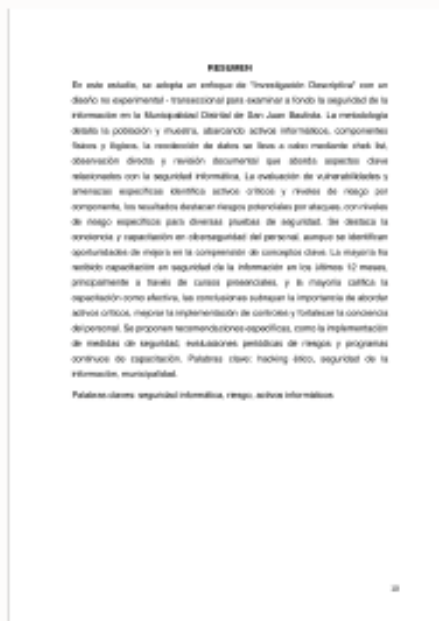 RESUMEN
En este estudio, se adopta un enfoque de "Investigación Descriptiva" con un
diseño no experimental - transeccional para examinar a fondo la seguridad de la
información en la Municipalidad Distrital de San Juan Bautista. La metodología
detalla la población y muestra, abarcando activos informáticos, componentes
físicos y lógicos, la recolección de datos se lleva a cabo mediante chek list,
observación directa y revisión documental que aborda aspectos clave
relacionados con la seguridad informática, La evaluación de vulnerabilidades y
amenazas específicas identifica activos críticos y niveles de riesgo por
componente, los resultados destacan riesgos potenciales por ataques, con niveles
de riesgo específicos para diversas pruebas de seguridad. Se destaca la
conciencia y capacitación en ciberseguridad del personal, aunque se identifican
oportunidades de mejora en la comprensión de conceptos clave. La mayoría ha
recibido capacitación en seguridad de la información en los últimos 12 meses,
principalmente a través de cursos presenciales, y la mayoría califica la
capacitación como efectiva, las conclusiones subrayan la importancia de abordar
activos críticos, mejorar la implementación de controles y fortalecer la conciencia
del personal. Se proponen recomendaciones específicas, como la implementación
de medidas de seguridad, evaluaciones periódicas de riesgos y programas
continuos de capacitación. Palabras clave: hacking ético, seguridad de la
información, municipalidad.
Palabras claves: seguridad informática, riesgo, activos informáticos.